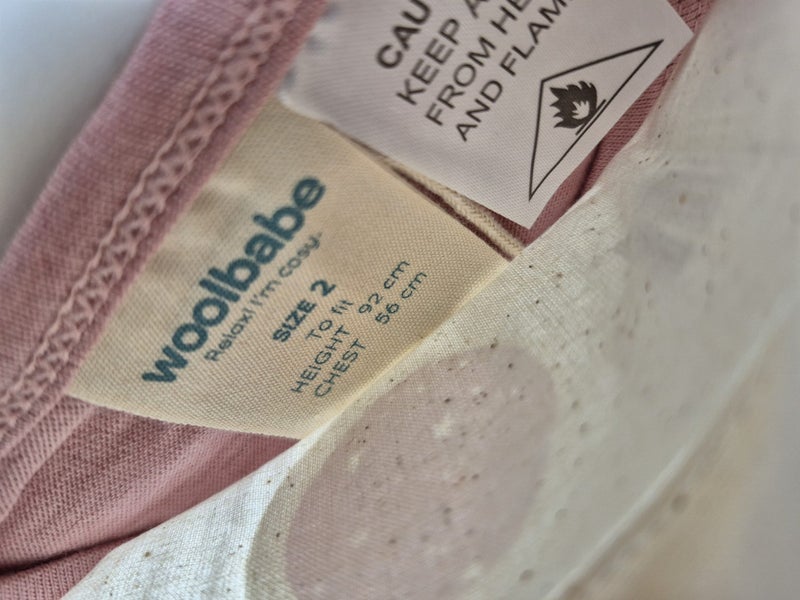 CAU
KEEP A
FROM HE
AND FLAM
woolbabe
Relax! I'm cosy.
SIZE 2
To fit
HEIGHT 92 cm
CHEST 56 cm